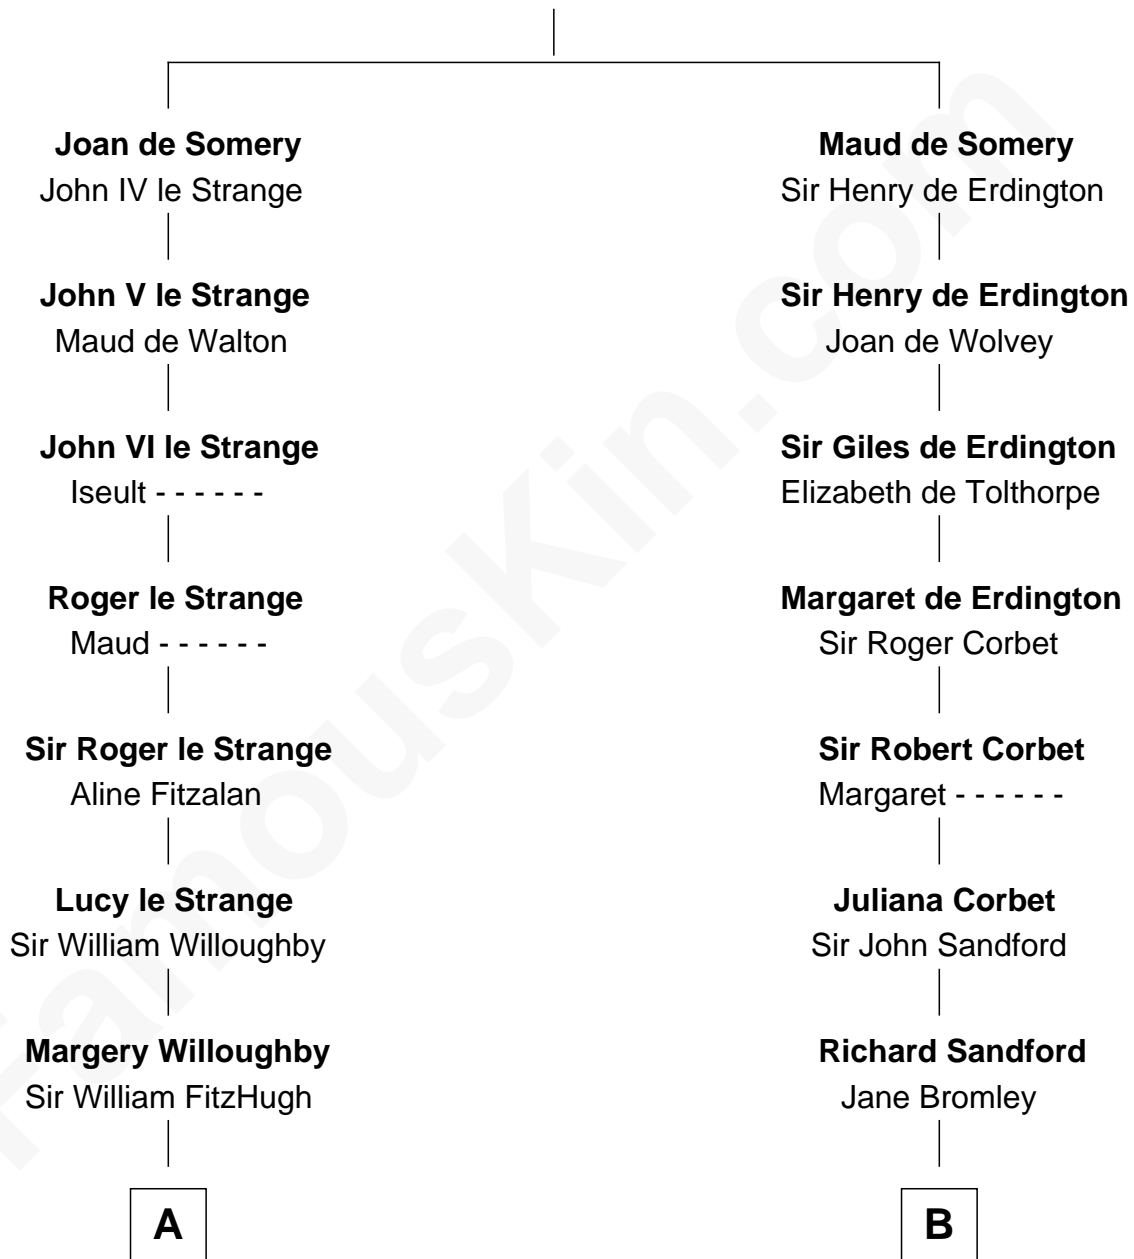 Joan de Somery
John IV le Strange
John V le Strange
Maud de Walton
John VI le Strange
Iseult - - - - - -
Roger le Strange
Maud - - - - - -
Sir Roger le Strange
Aline Fitzalan
Lucy le Strange
Sir William Willoughby
Margery Willoughby
Sir William FitzHugh
A
Maud de Somery
Sir Henry de Erdington
Sir Henry de Erdington
Joan de Wolvey
Sir Giles de Erdington
Elizabeth de Tolthorpe
Margaret de Erdington
Sir Roger Corbet
Sir Robert Corbet
Margaret - - - - - -
Juliana Corbet
Sir John Sandford
Richard Sandford
Jane Bromley
B
FamousKin.com